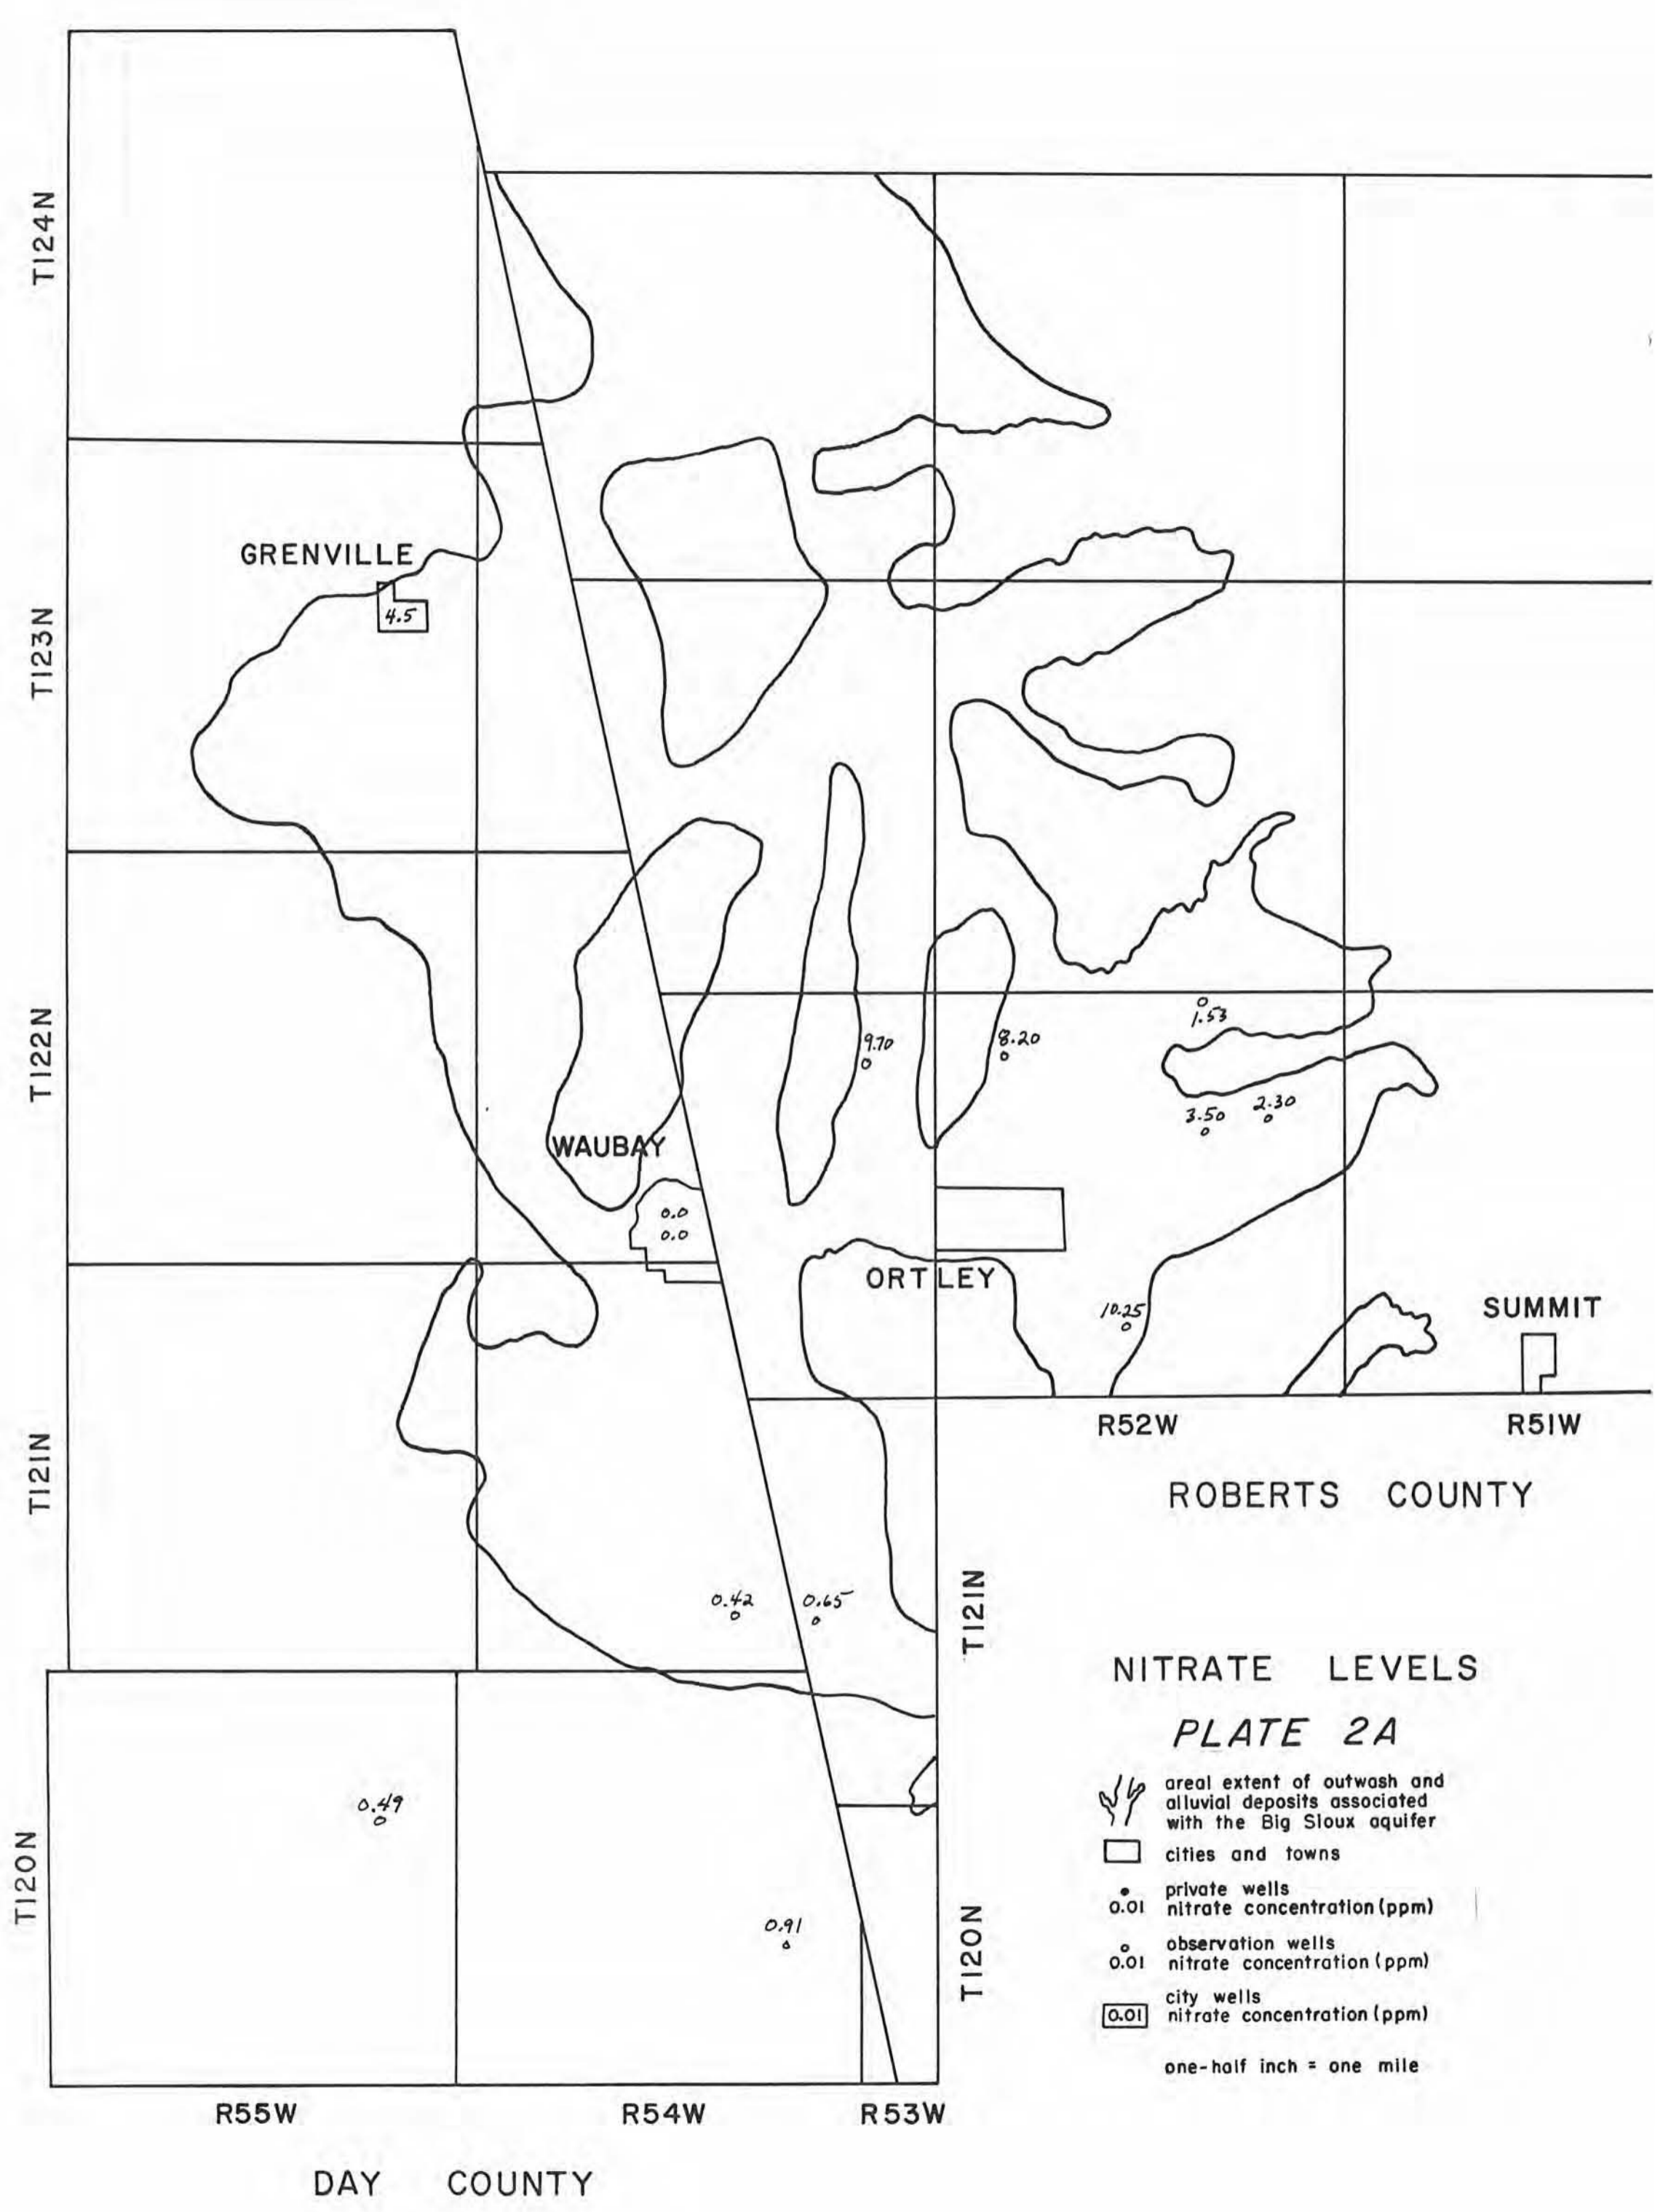 T124N
GRENVILLE
4.5
T123N
T122N
9.70
8.20
1.53
3.50
2.30
WAUBAY
0.0
0.0
ORTLEY
10.25
SUMMIT
R52W
R51W
ROBERTS COUNTY
T121N
0.42
0.65
T121N
NITRATE LEVELS
PLATE 2A
areal extent of outwash and
alluvial deposits associated
with the Big Sioux aquifer
cities and towns
private wells
0.01 nitrate concentration (ppm)
observation wells
0.01 nitrate concentration (ppm)
city wells
0.01 nitrate concentration (ppm)
one-half inch = one mile
0.49
T120N
0.91
T120N
R55W
R54W
R53W
DAY COUNTY